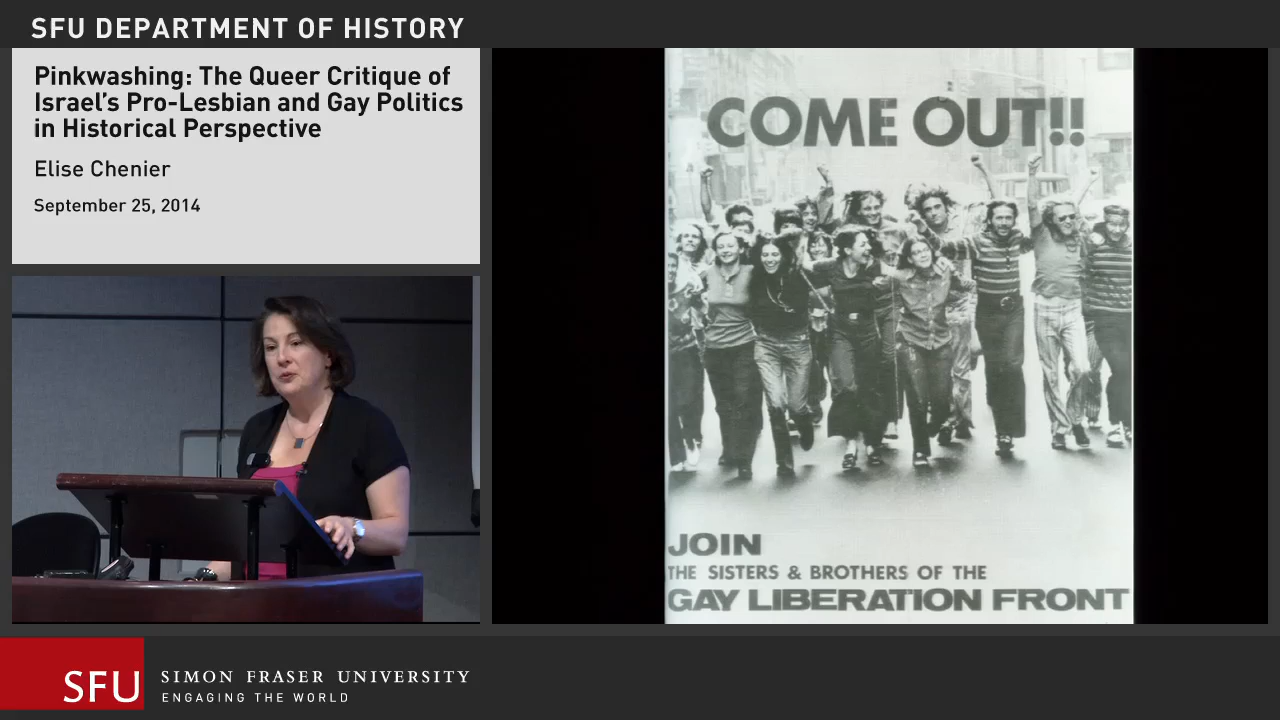 SFU DEPARTMENT OF HISTORY
Pinkwashing: The Queer Critique of
Israel's Pro-Lesbian and Gay Politics
in Historical Perspective
Elise Chenier
September 25, 2014
COME OUT!!
JOIN
THE SISTERS & BROTHERS OF THE
GAY LIBERATION FRONT
SFU
SIMON FRASER UNIVERSITY
ENGAGING THE WORLD